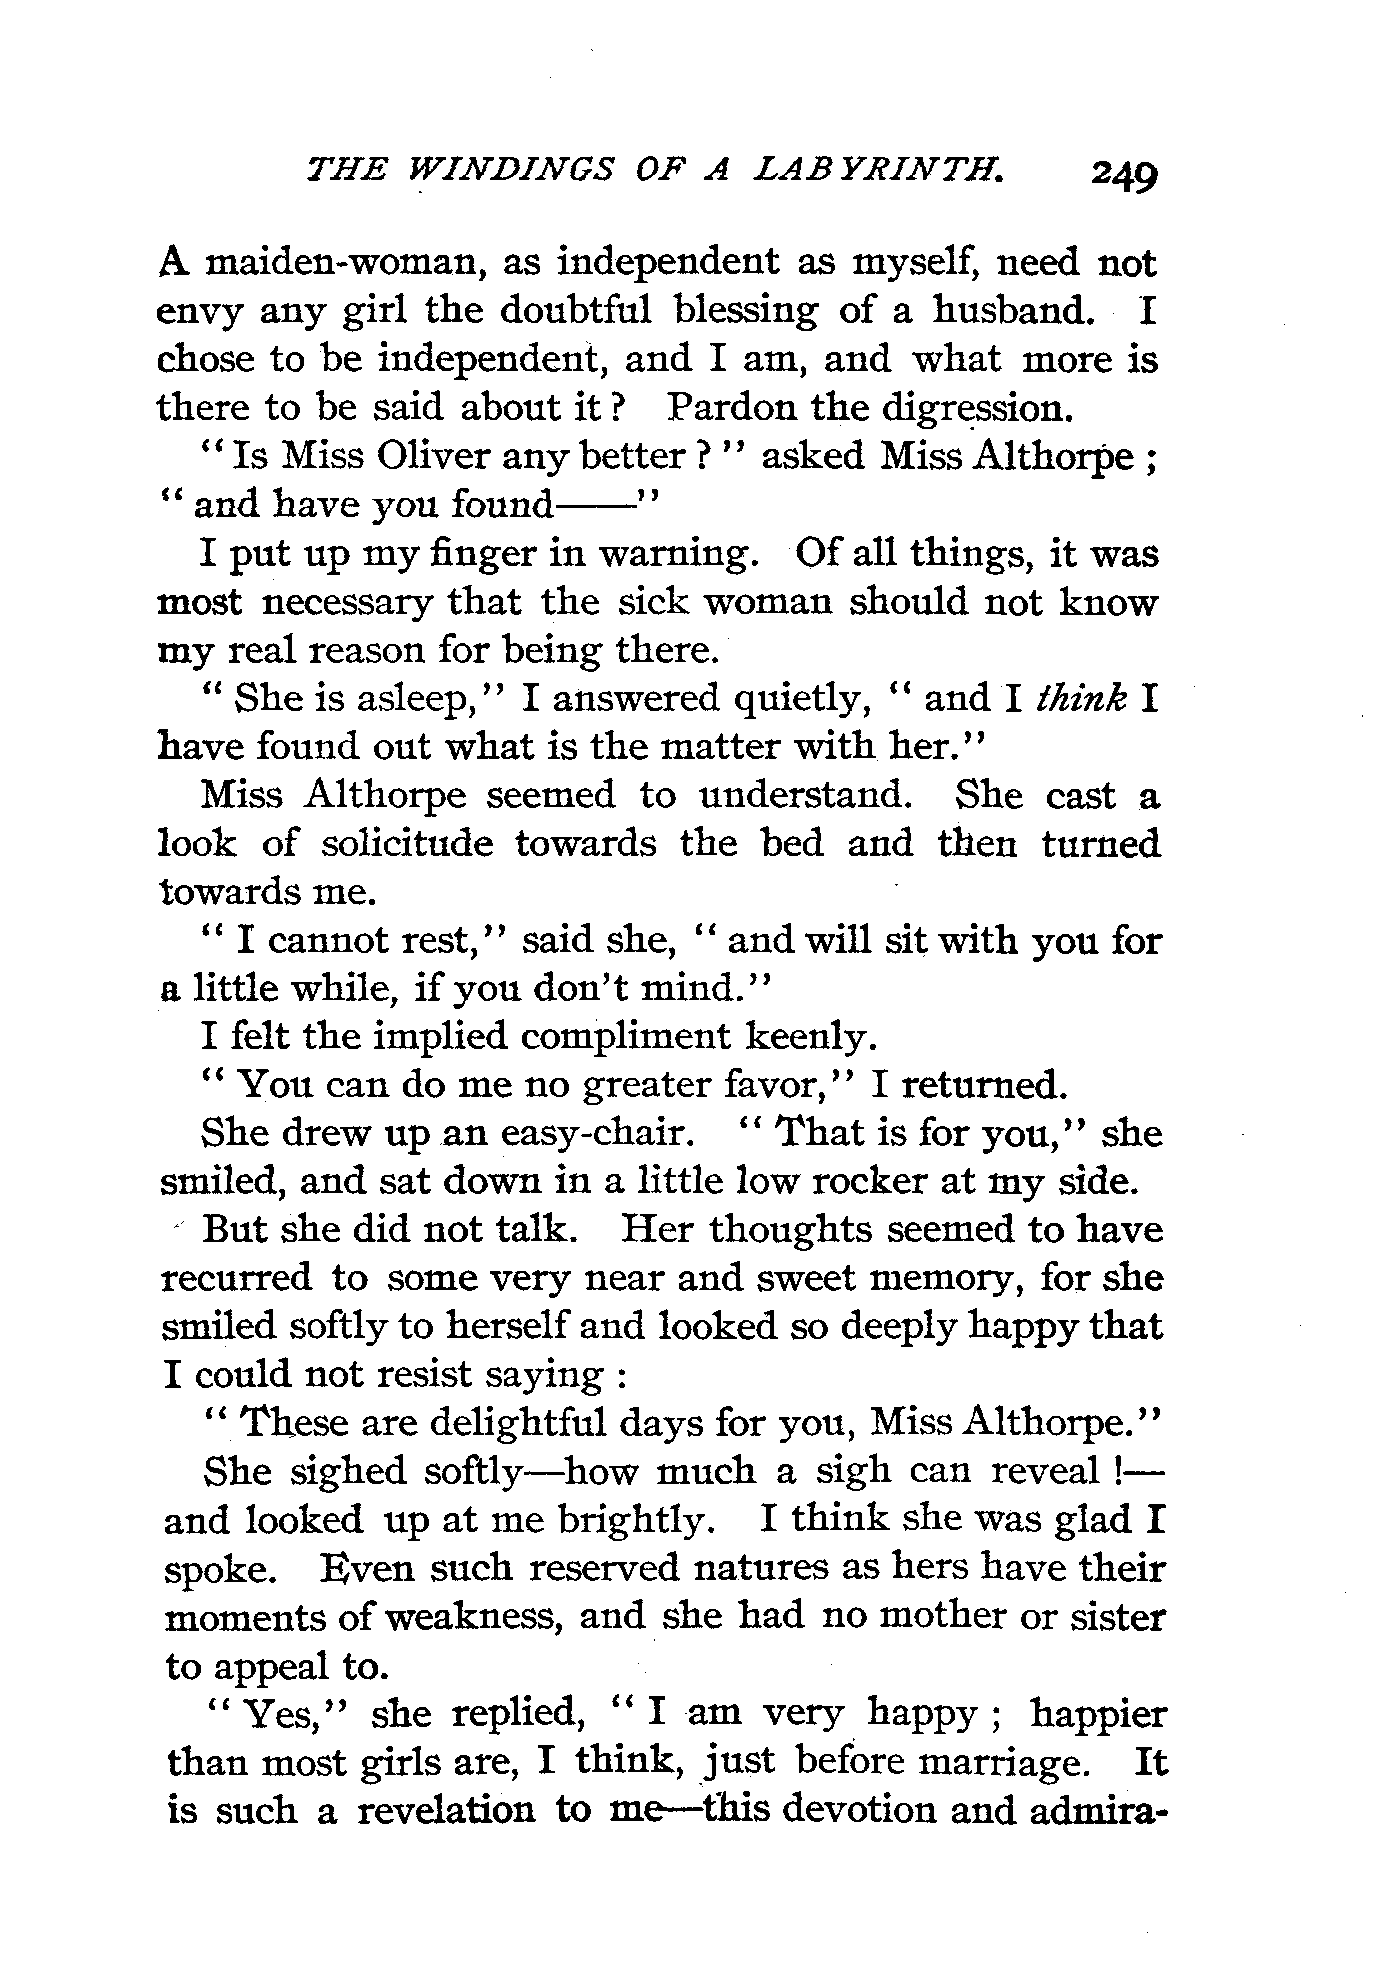 THE WINDINGS OF A LABYRINTH. 249
A maiden-woman, as independent as myself, need not
envy any girl the doubtful blessing of a husband. I
chose to be independent, and I am, and what more is
there to be said about it? Pardon the digression.
"Is Miss Oliver any better?" asked Miss Althorpe;
"and have you found——"
I put up my finger in warning. Of all things, it was
most necessary that the sick woman should not know
my real reason for being there.
"She is asleep," I answered quietly, "and I think I
have found out what is the matter with her."
Miss Althorpe seemed to understand. She cast a
look of solicitude towards the bed and then turned
towards me.
"I cannot rest," said she, "and will sit with you for
a little while, if you don't mind."
I felt the implied compliment keenly.
"You can do me no greater favor," I returned.
She drew up an easy-chair. "That is for you," she
smiled, and sat down in a little low rocker at my side.
But she did not talk. Her thoughts seemed to have
recurred to some very near and sweet memory, for she
smiled softly to herself and looked so deeply happy that
I could not resist saying:
"These are delightful days for you, Miss Althorpe."
She sighed softly—how much a sigh can reveal!—
and looked up at me brightly. I think she was glad I
spoke. Even such reserved natures as hers have their
moments of weakness, and she had no mother or sister
to appeal to.
"Yes," she replied, "I am very happy; happier
than most girls are, I think, just before marriage. It
is such a revelation to me—this devotion and admira-